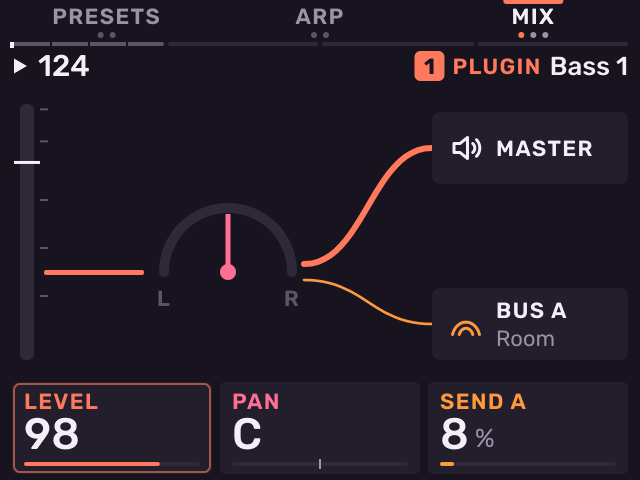 PRESETS ARP MIX
124 1 PLUGIN Bass 1
MASTER
L R
BUS A
Room
LEVEL PAN SEND A
98 C 8 %